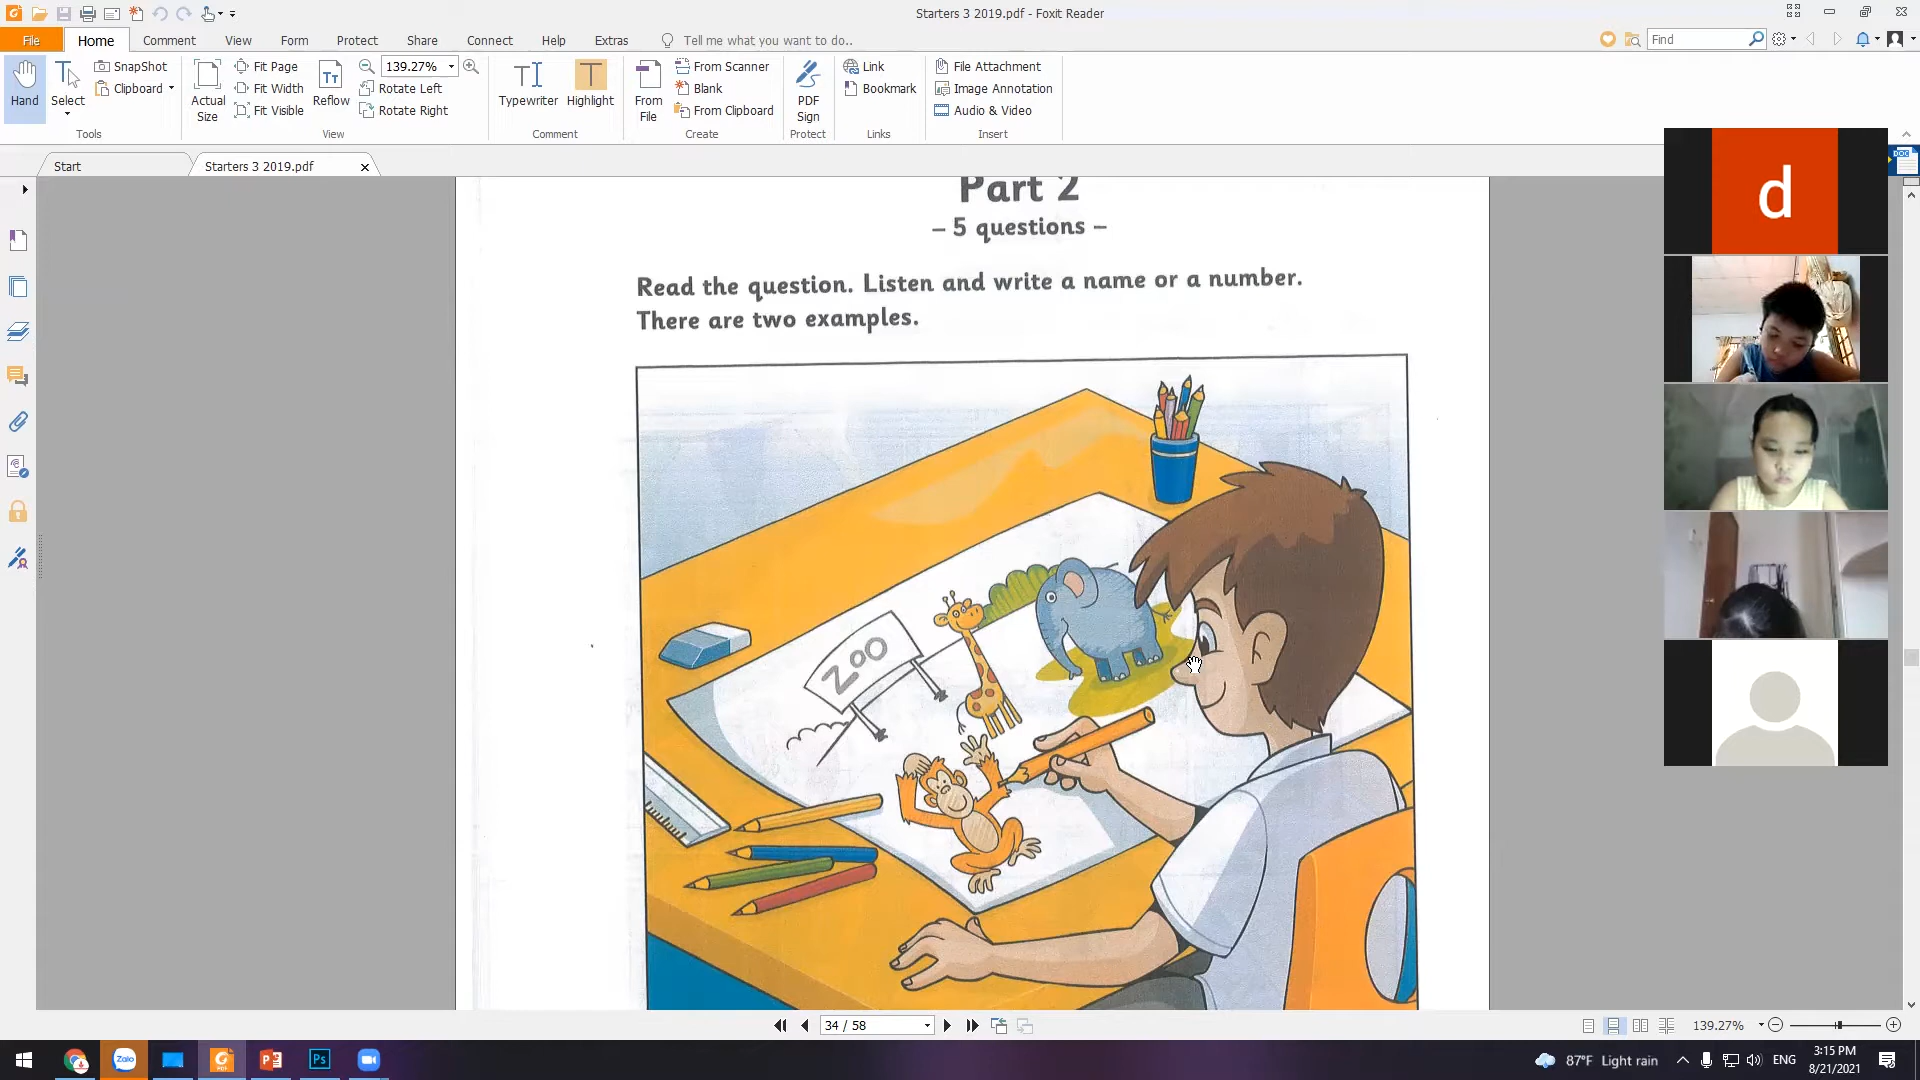 Starters 3 2019.pdf - Foxit Reader
File Home Comment View Form Protect Share Connect Help Extras Tell me what you want to do.. Find
Hand
Select
SnapShot
Clipboard
Tools
Actual Size
Fit Page
Fit Width
Fit Visible
Reflow
139.27%
Rotate Left
Rotate Right
View
Typewriter
Highlight
Comment
From File
From Scanner
Blank
From Clipboard
Create
PDF Sign
Protect
Link
Bookmark
Links
File Attachment
Image Annotation
Audio & Video
Insert
Start
Starters 3 2019.pdf
DOC
Part 2
– 5 questions –
Read the question. Listen and write a name or a number.
There are two examples.
ZOO
d
34 / 58
139.27%
Zalo
Ps
87°F Light rain
ENG
3:15 PM
8/21/2021